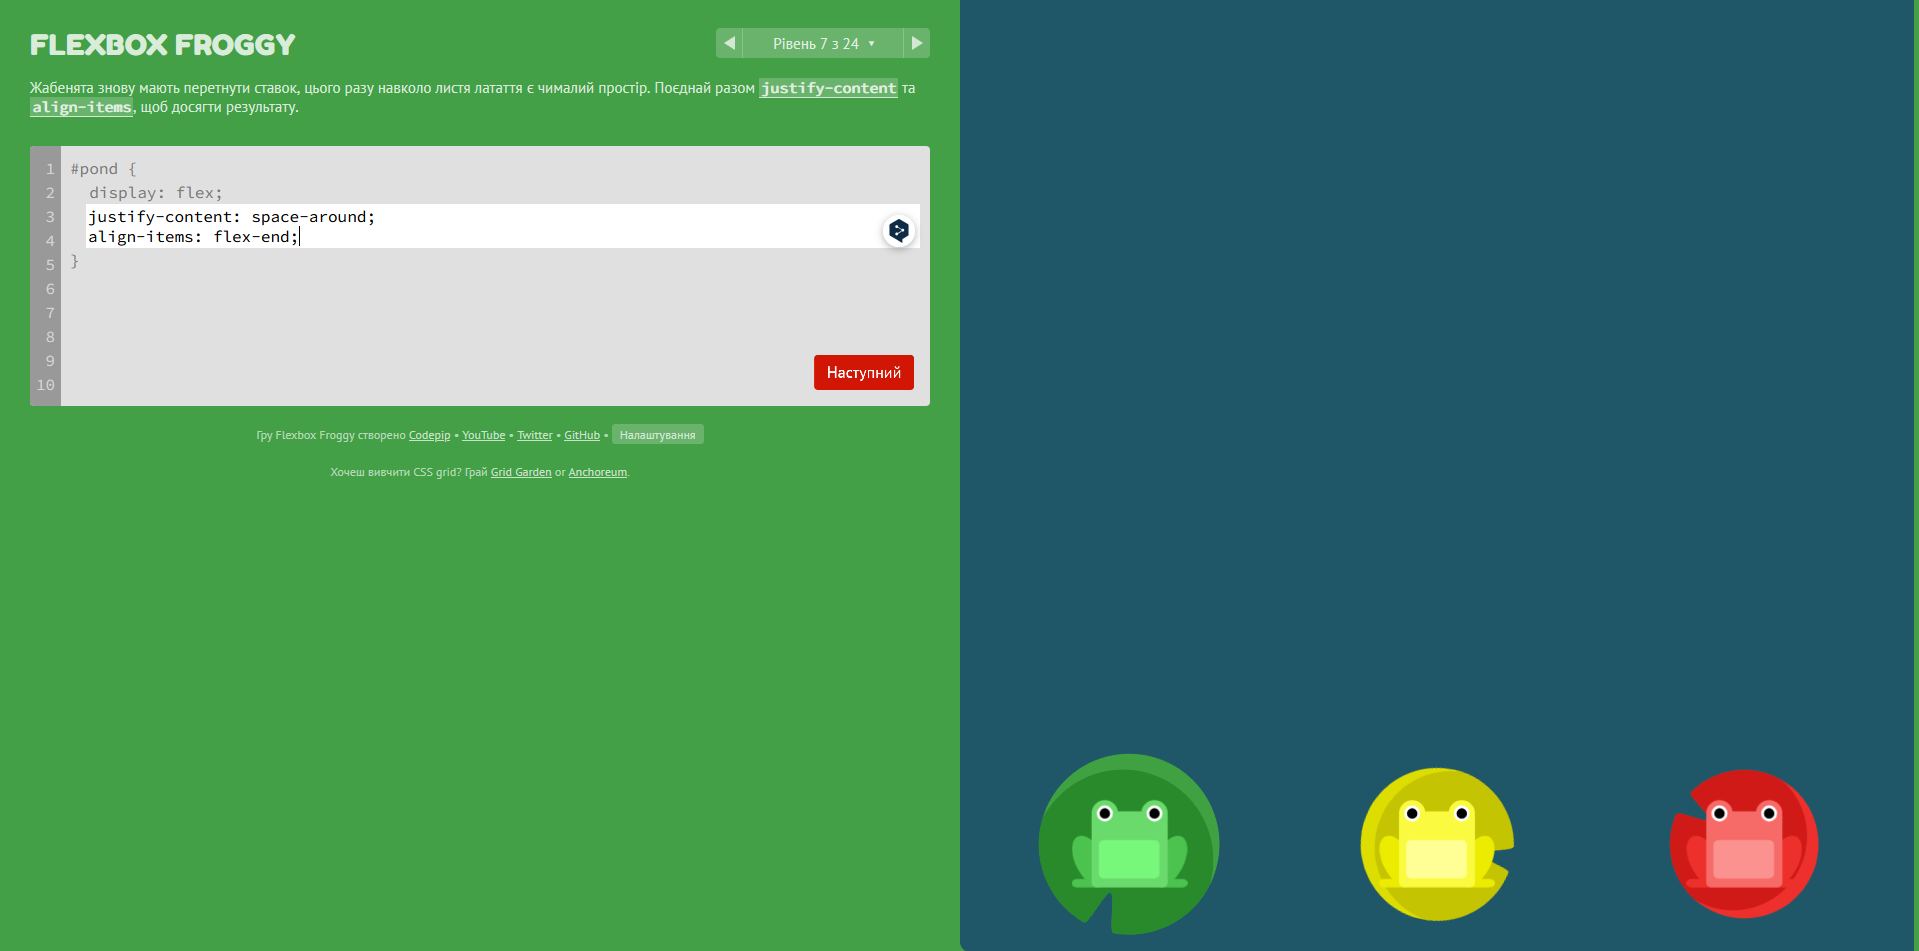 FLEXBOX FROGGY
Рівень 7 з 24 ▼
Жабенята знову мають перетнути ставок, цього разу навколо листя латаття є чималий простір. Поєднай разом justify-content та
align-items, щоб досягти результату.
1 #pond {
2 display: flex;
3 justify-content: space-around;
4 align-items: flex-end;
5 }
6
7
8
9
10
Наступний
Гру Flexbox Froggy створено Codepip • YouTube • Twitter • GitHub • Налаштування
Хочеш вивчити CSS grid? Грай Grid Garden or Anchoreum.